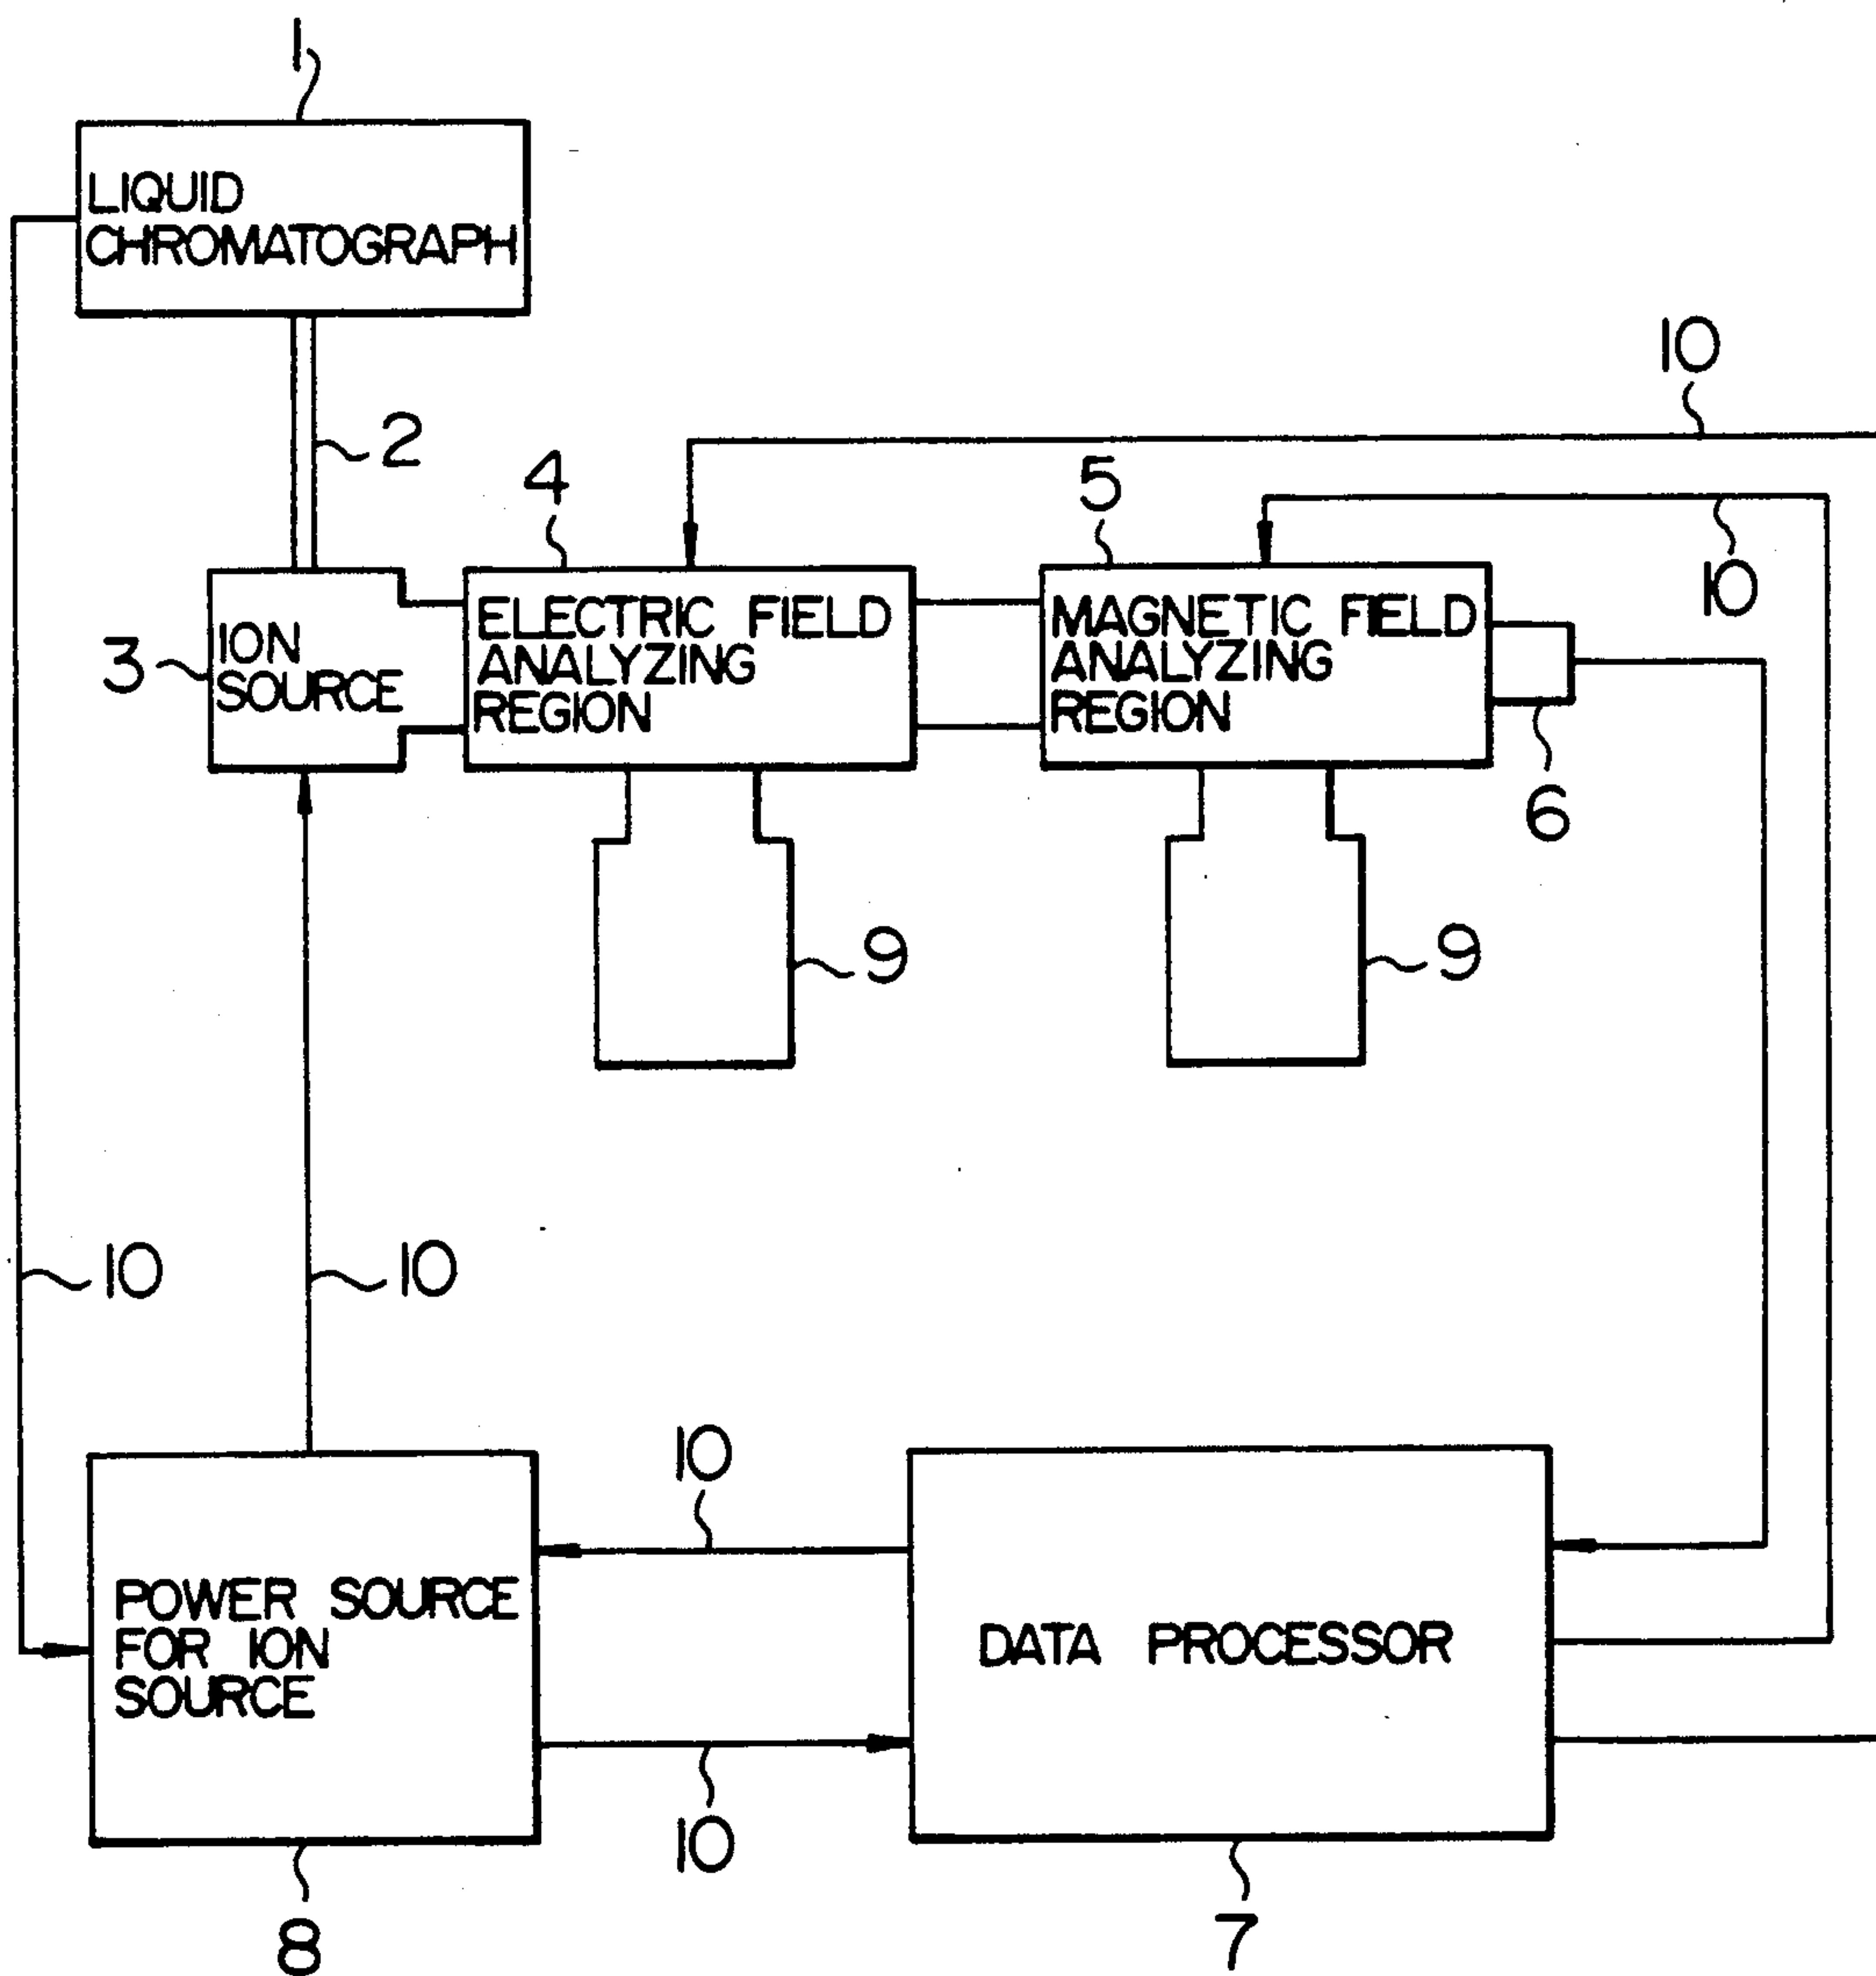 1
LIQUID
CHROMATOGRAPH
10
2
4
5
10
3
ION
SOURCE
ELECTRIC FIELD
ANALYZING
REGION
MAGNETIC FIELD
ANALYZING
REGION
6
9
9
10
10
10
POWER SOURCE
FOR ION
SOURCE
DATA PROCESSOR
10
8
7